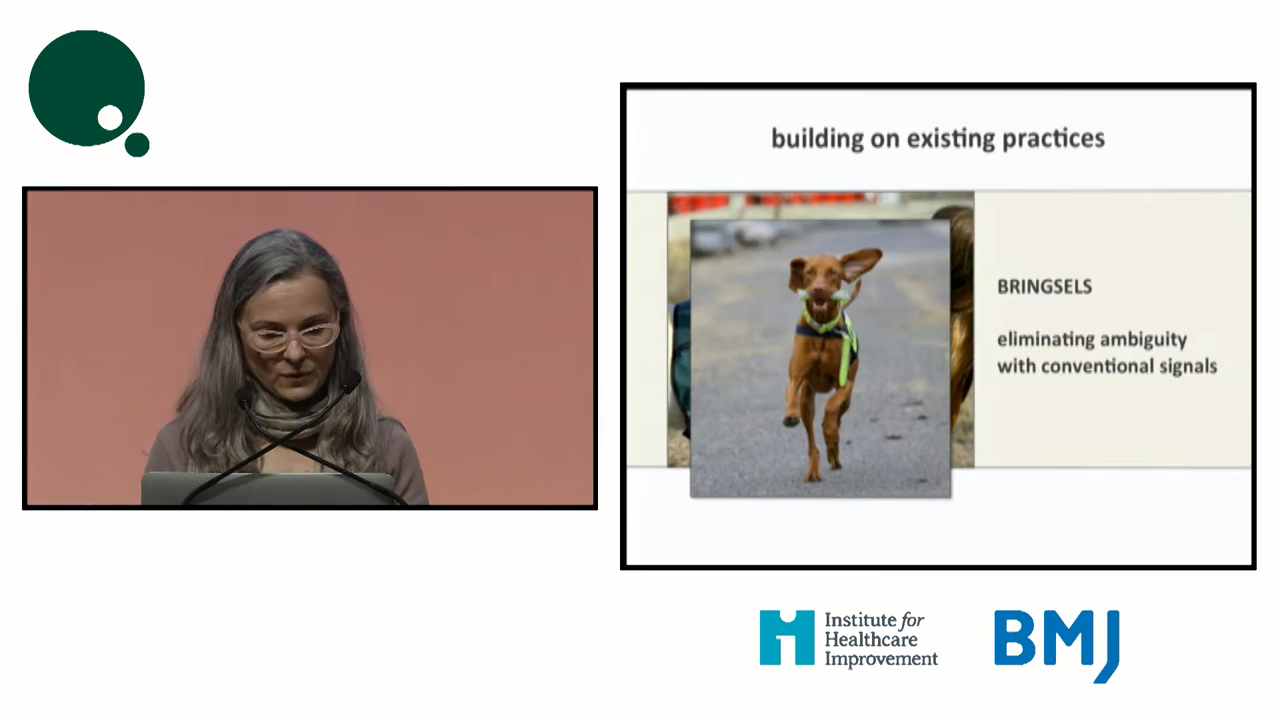 building on existing practices
BRINGSELS
eliminating ambiguity
with conventional signals
Institute for
Healthcare
Improvement
BMJ